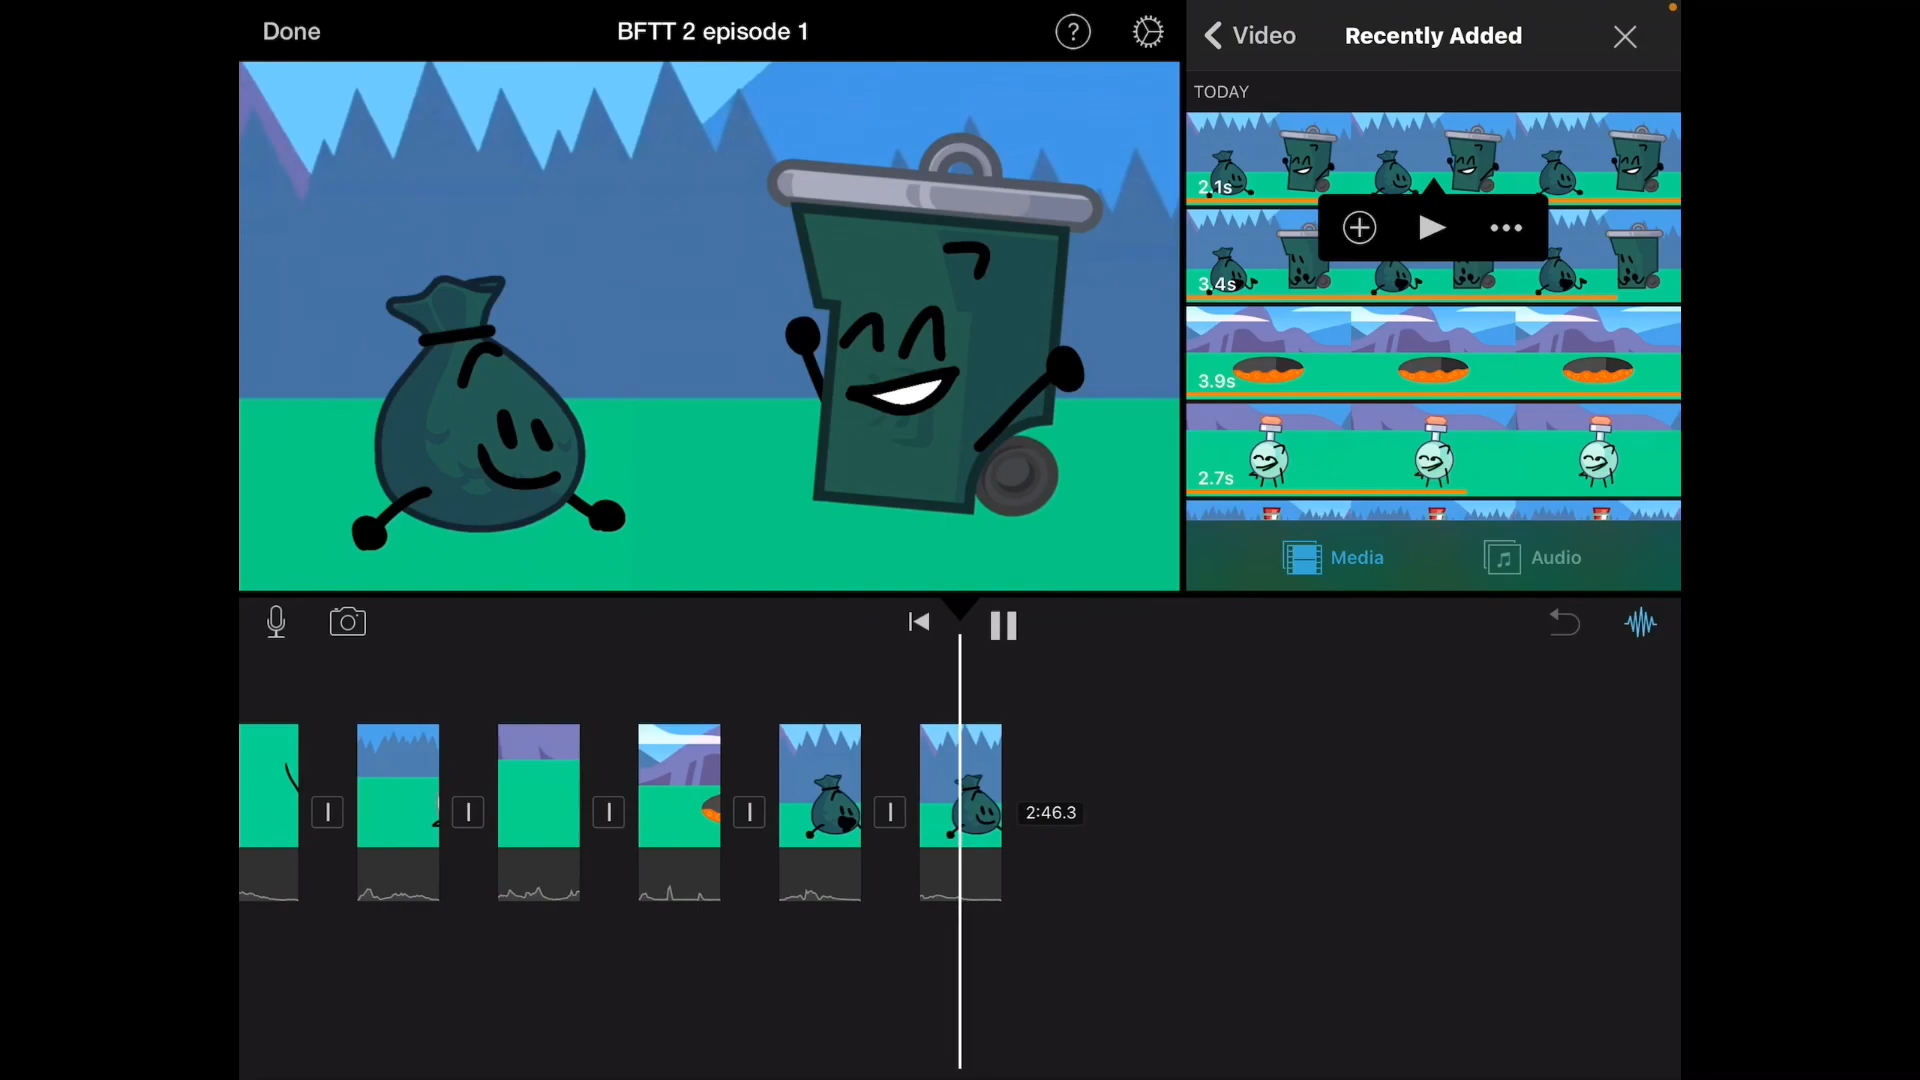 Done
BFTT 2 episode 1
?
Video
Recently Added
TODAY
2.1s
3.4s
3.9s
2.7s
Media
Audio
2:46.3